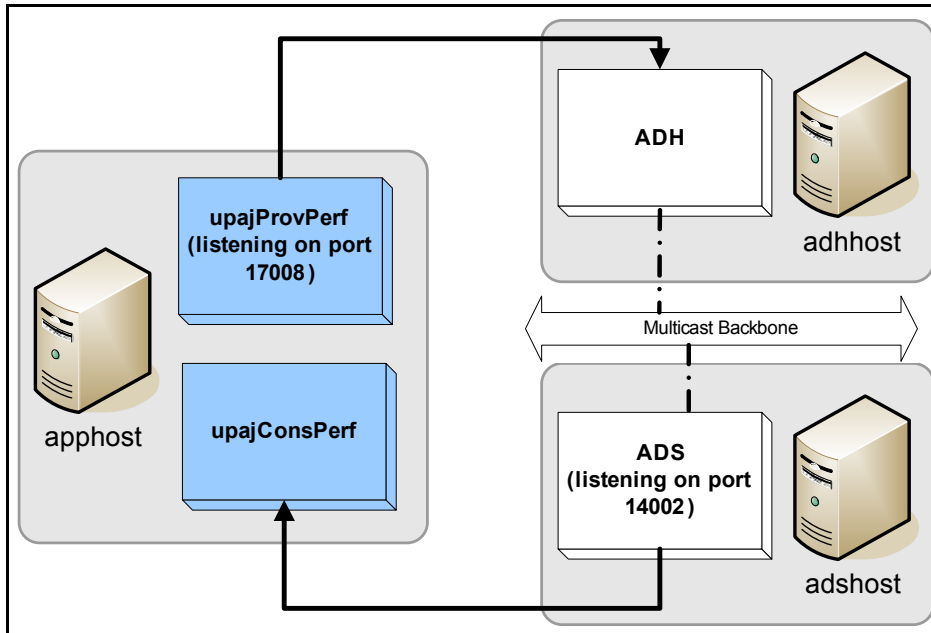 ADH
adhhost
upajProvPerf
(listening on port
17008)
Multicast Backbone
upajConsPerf
apphost
ADS
(listening on port
14002)
adshost